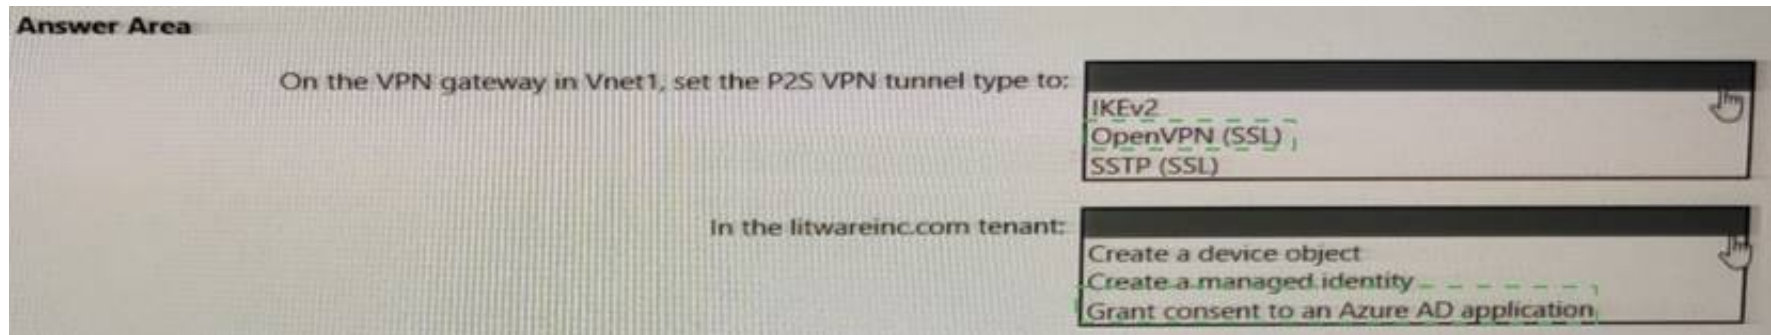 Answer Area
On the VPN gateway in Vnet1, set the P2S VPN tunnel type to:
IKEv2
OpenVPN (SSL)
SSTP (SSL)
In the litwareinc.com tenant:
Create a device object
Create a managed identity
Grant consent to an Azure AD application